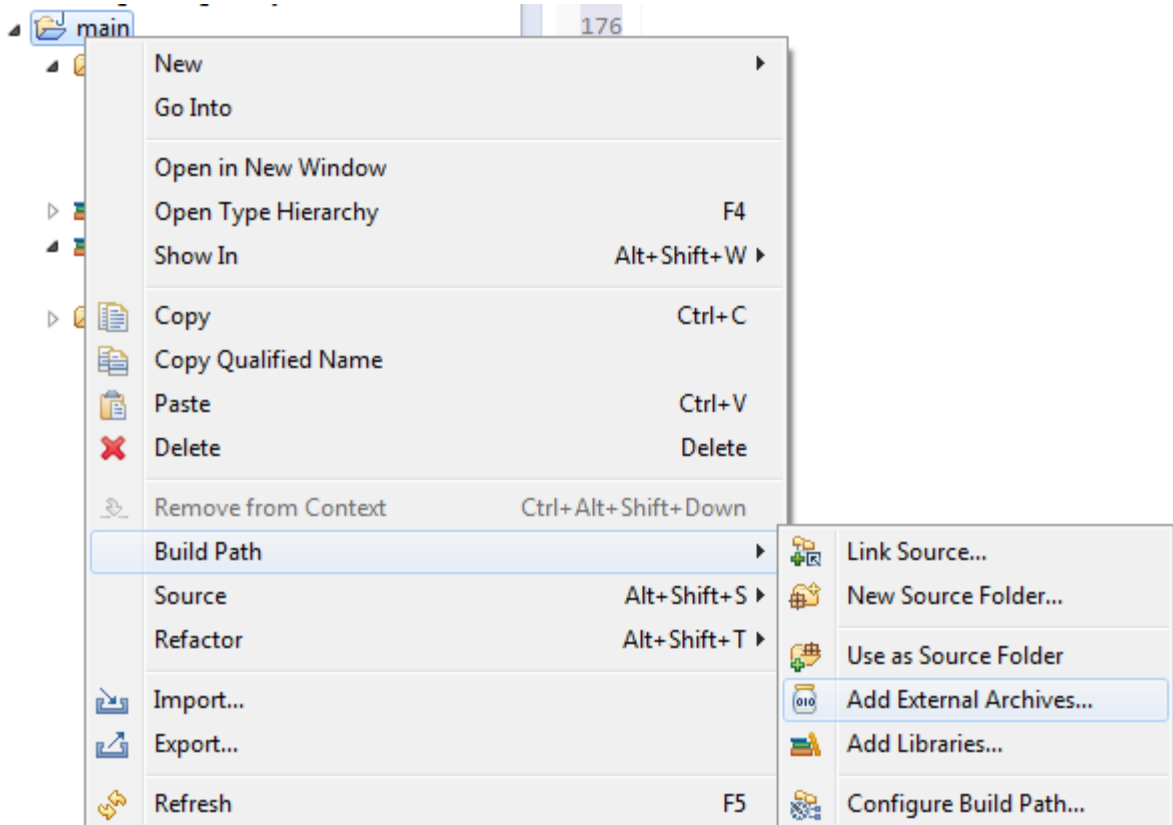 main
176
New
Go Into
Open in New Window
Open Type Hierarchy F4
Show In Alt+Shift+W
Copy Ctrl+C
Copy Qualified Name
Paste Ctrl+V
Delete Delete
Remove from Context Ctrl+Alt+Shift+Down
Build Path
Link Source...
Source Alt+Shift+S
New Source Folder...
Refactor Alt+Shift+T
Use as Source Folder
Import...
Add External Archives...
Export...
Add Libraries...
Refresh F5
Configure Build Path...